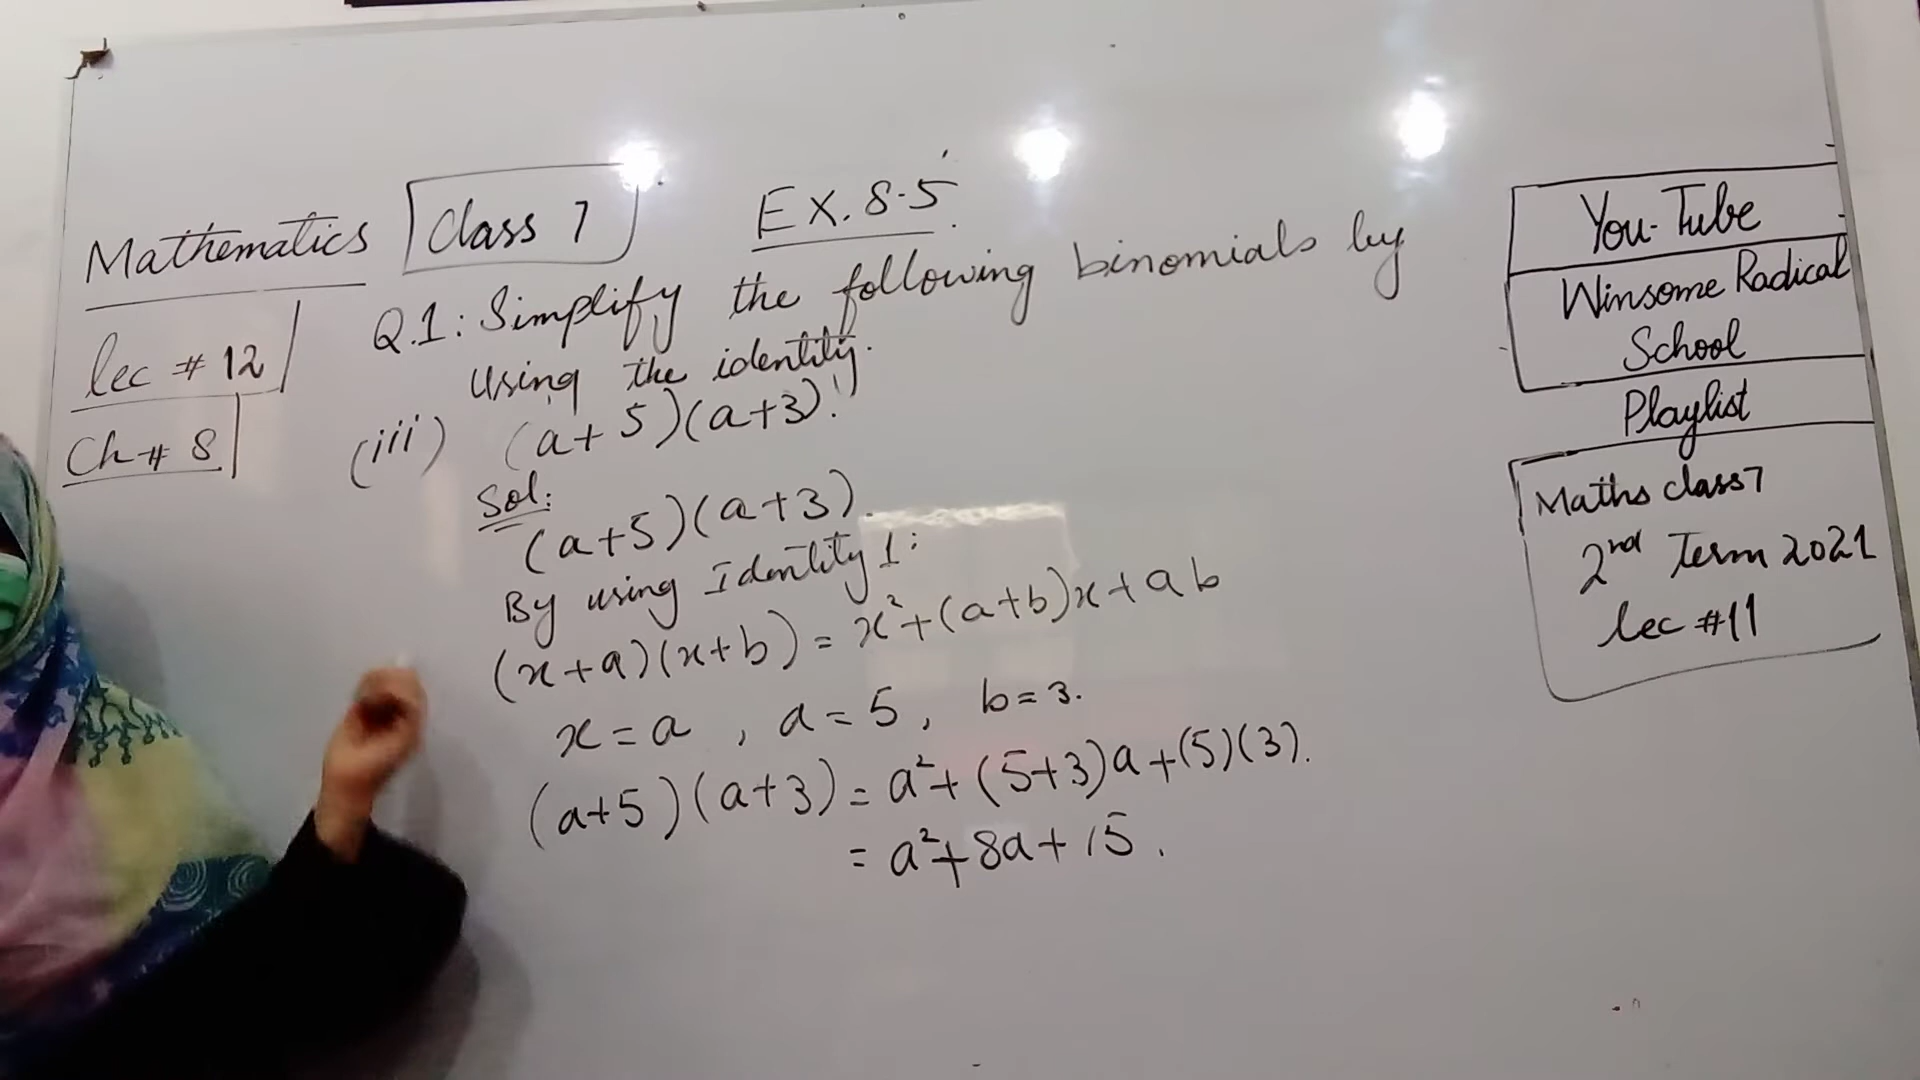 Mathematics
Class 7
EX. 8.5
lec # 12
Ch # 8
Q.1: Simplify the following binomials by
using the identity.
(iii) (a+5)(a+3).
Sol:
(a+5)(a+3).
By using Identity 1:
(x+a)(x+b) = x²+(a+b)x+ab
x = a , a = 5 , b = 3.
(a+5)(a+3) = a²+(5+3)a+(5)(3).
= a²+8a+15.
You-Tube
Winsome Radical
School
Playlist
Maths class 7
2nd Term 2021
lec #11